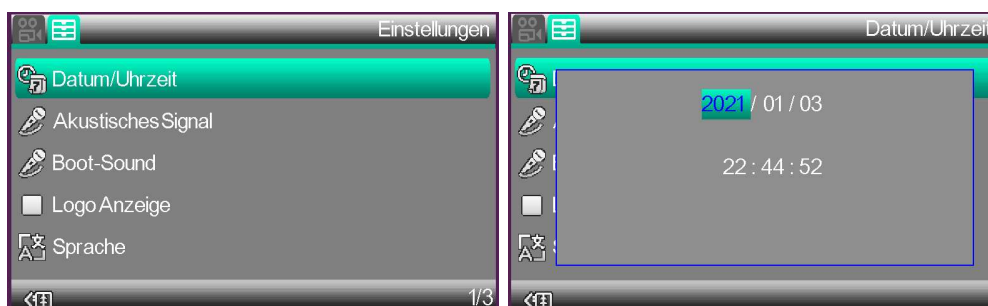 Einstellungen
Datum/Uhrzeit
Akustisches Signal
Boot-Sound
Logo Anzeige
Sprache
1/3
Datum/Uhrzeit
2021 / 01 / 03
22 : 44 : 52